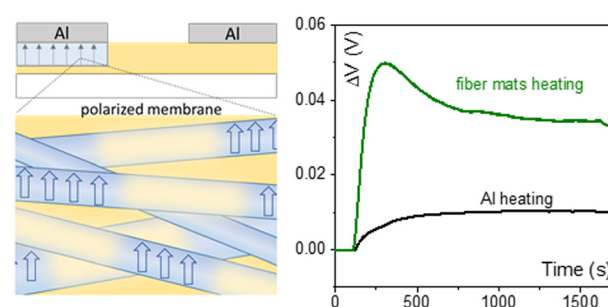 Al
Al
polarized membrane
0.06
ΔV (V)
fiber mats heating
0.04
0.02
Al heating
0.00
Time (s)
0
500
1000
1500